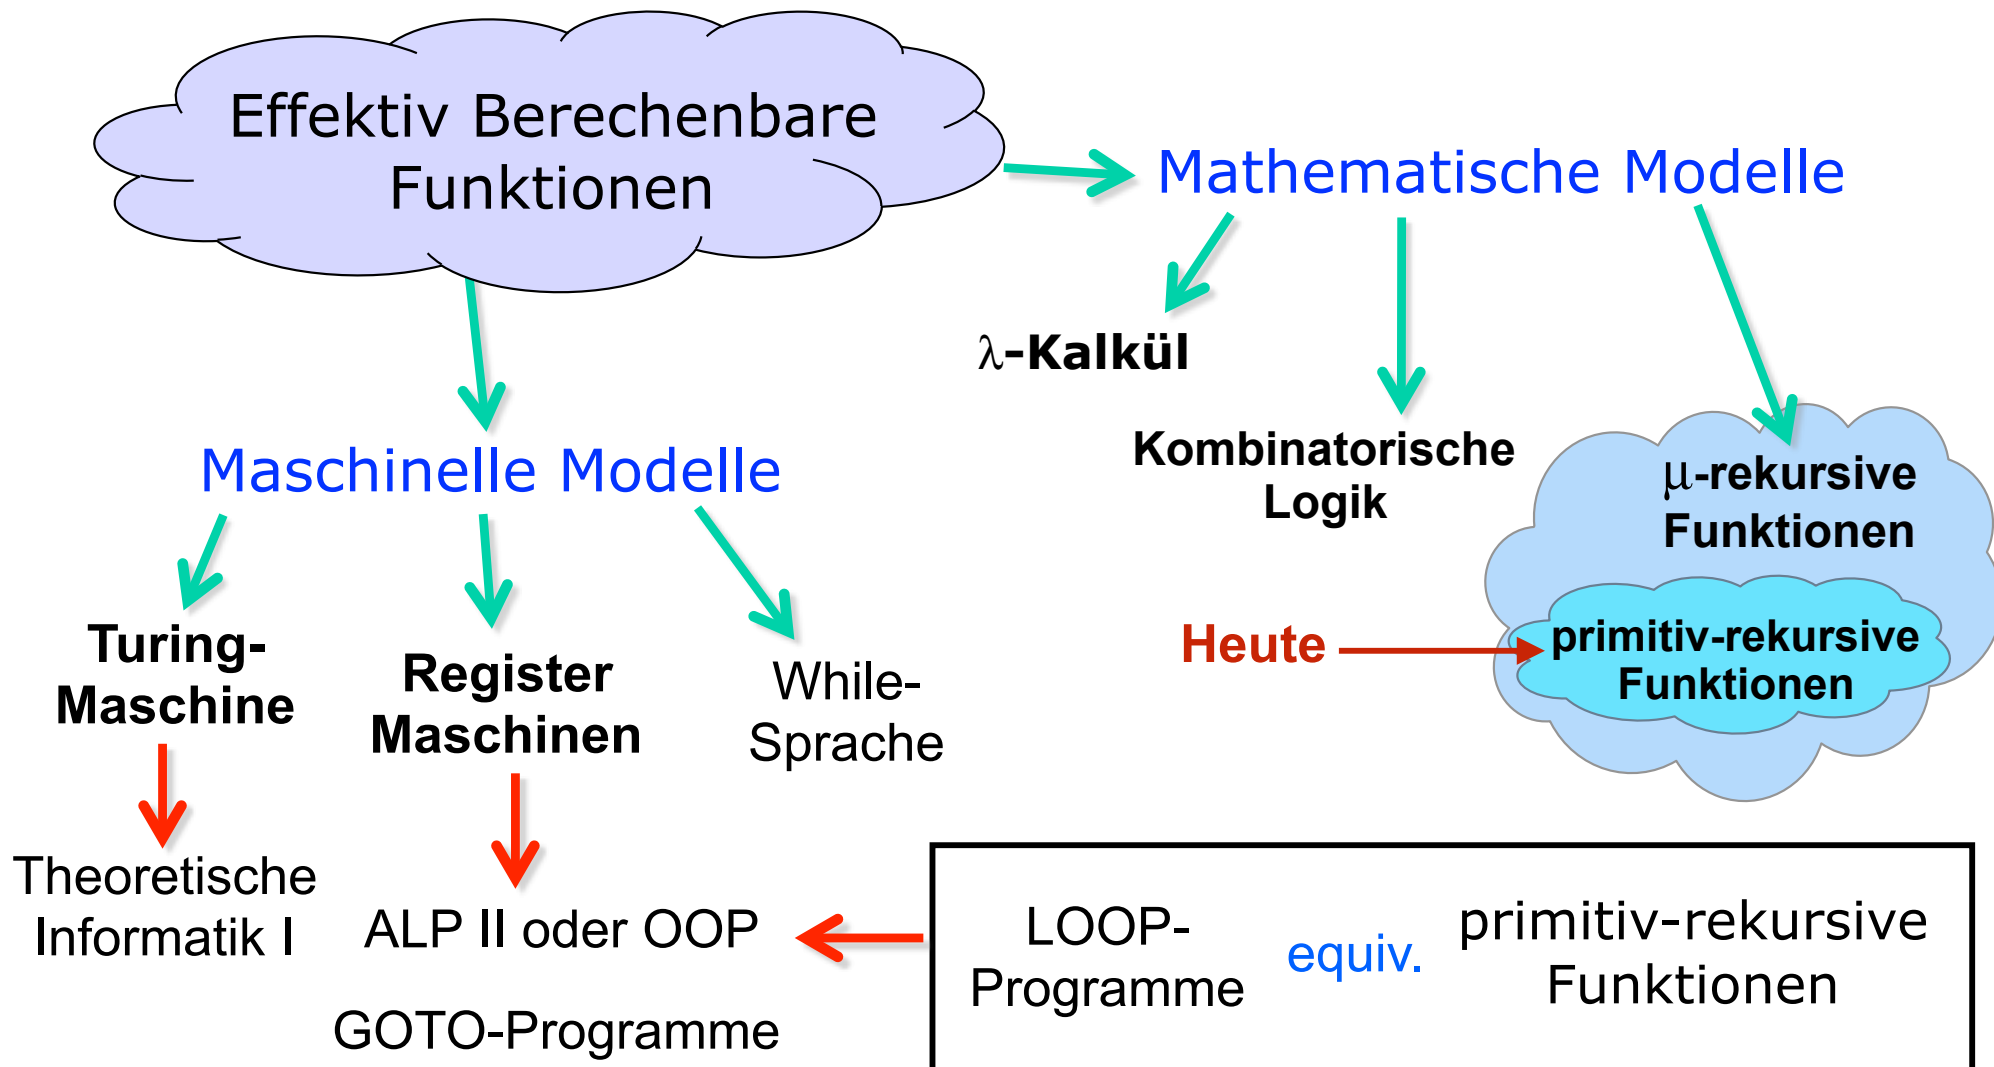 Effektiv Berechenbare
Funktionen
Mathematische Modelle
λ-Kalkül
Kombinatorische
Logik
μ-rekursive
Funktionen
Maschinelle Modelle
Heute
primitiv-rekursive
Funktionen
Turing-
Maschine
Register
Maschinen
While-
Sprache
Theoretische
Informatik I
ALP II oder OOP
GOTO-Programme
LOOP-
Programme
equiv.
primitiv-rekursive
Funktionen